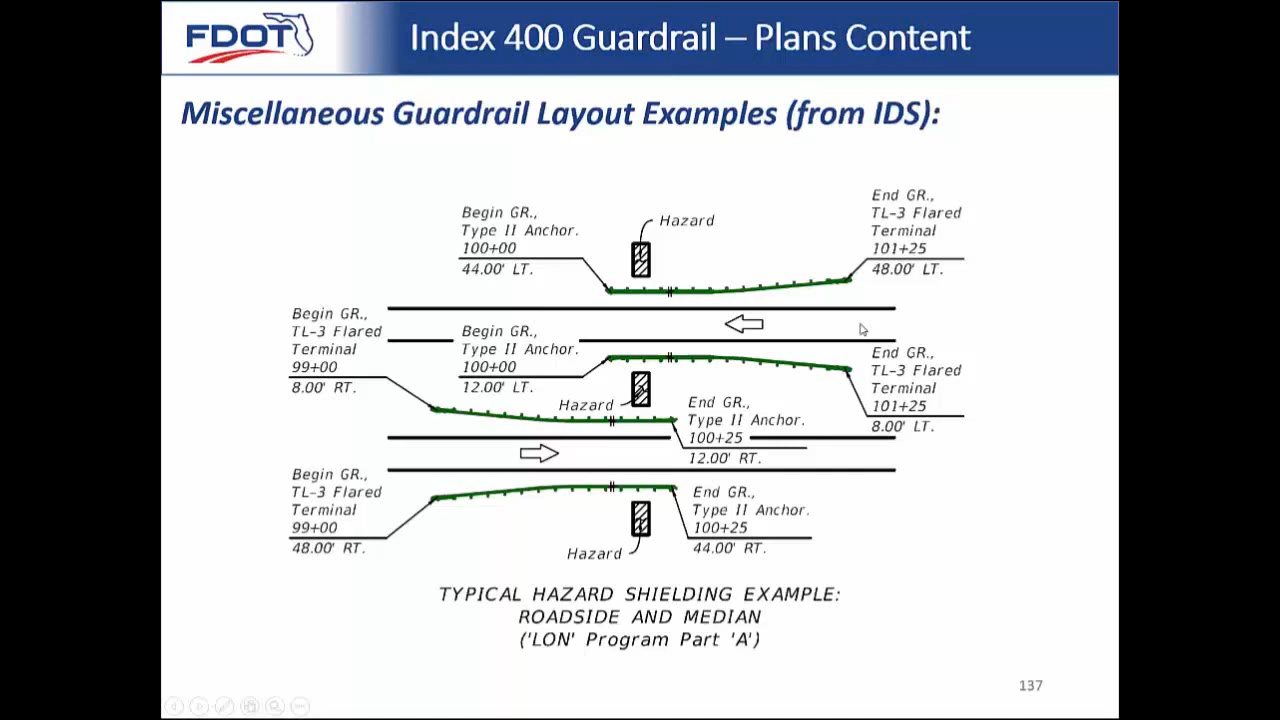 FDOT
Index 400 Guardrail – Plans Content
Miscellaneous Guardrail Layout Examples (from IDS):
Begin GR.,
Type II Anchor.
100+00
44.00' LT.
Hazard
End GR.,
TL-3 Flared
Terminal
101+25
48.00' LT.
Begin GR.,
TL-3 Flared
Terminal
99+00
8.00' RT.
Begin GR.,
Type II Anchor.
100+00
12.00' LT.
End GR.,
TL-3 Flared
Terminal
101+25
8.00' LT.
Hazard
End GR.,
Type II Anchor.
100+25
12.00' RT.
Begin GR.,
TL-3 Flared
Terminal
99+00
48.00' RT.
End GR.,
Type II Anchor.
100+25
44.00' RT.
Hazard
TYPICAL HAZARD SHIELDING EXAMPLE:
ROADSIDE AND MEDIAN
('LON' Program Part 'A')
137